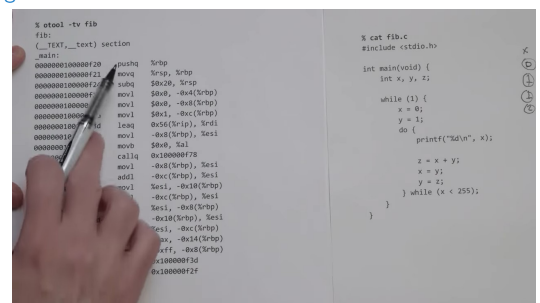 % otool -tv fib
fib:
(__TEXT,__text) section
_main:
0000000100000f20 pushq %rbp
0000000100000f21 movq %rsp, %rbp
0000000100000f24 subq $0x20, %rsp
movl $0x0, -0x4(%rbp)
movl $0x0, -0x8(%rbp)
movl $0x1, -0xc(%rbp)
leaq 0x56(%rip), %rdi
movl -0x8(%rbp), %esi
movb $0x0, %al
callq 0x100000f78
movl -0x8(%rbp), %esi
addl -0xc(%rbp), %esi
movl %esi, -0x10(%rbp)
-0xc(%rbp), %esi
%esi, -0x8(%rbp)
-0x10(%rbp), %esi
%esi, -0xc(%rbp)
-0x14(%rbp)
-0x8(%rbp)
0x100000f3d
0x100000f2f
% cat fib.c
#include <stdio.h>
int main(void) {
int x, y, z;
while (1) {
x = 0;
y = 1;
do {
printf("%d\n", x);
z = x + y;
x = y;
y = z;
} while (x < 255);
}
}
x
0
1
1